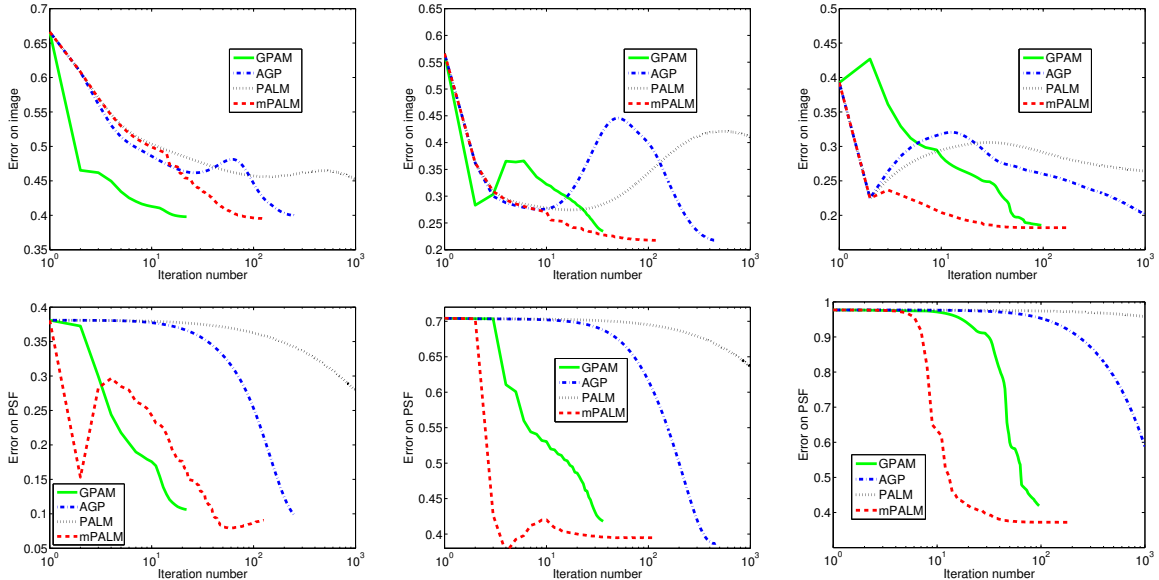 0.7
0.65
0.6
0.55
0.5
0.45
0.4
0.35
Error on image
GPAM
AGP
PALM
mPALM
10^0 10^1 10^2 10^3
Iteration number
0.6
0.55
0.5
0.45
0.4
0.35
0.3
0.25
0.2
Error on image
GPAM
AGP
PALM
mPALM
10^0 10^1 10^2 10^3
Iteration number
0.5
0.4
0.3
0.2
Error on image
GPAM
AGP
PALM
mPALM
10^0 10^1 10^2 10^3
Iteration number
0.4
0.35
0.3
0.25
0.2
0.15
0.1
0.05
Error on PSF
GPAM
AGP
PALM
mPALM
10^0 10^1 10^2 10^3
Iteration number
0.7
0.65
0.6
0.55
0.5
0.45
0.4
Error on PSF
GPAM
AGP
PALM
mPALM
10^0 10^1 10^2 10^3
Iteration number
1
0.9
0.8
0.7
0.6
0.5
0.4
Error on PSF
GPAM
AGP
PALM
mPALM
10^0 10^1 10^2 10^3
Iteration number